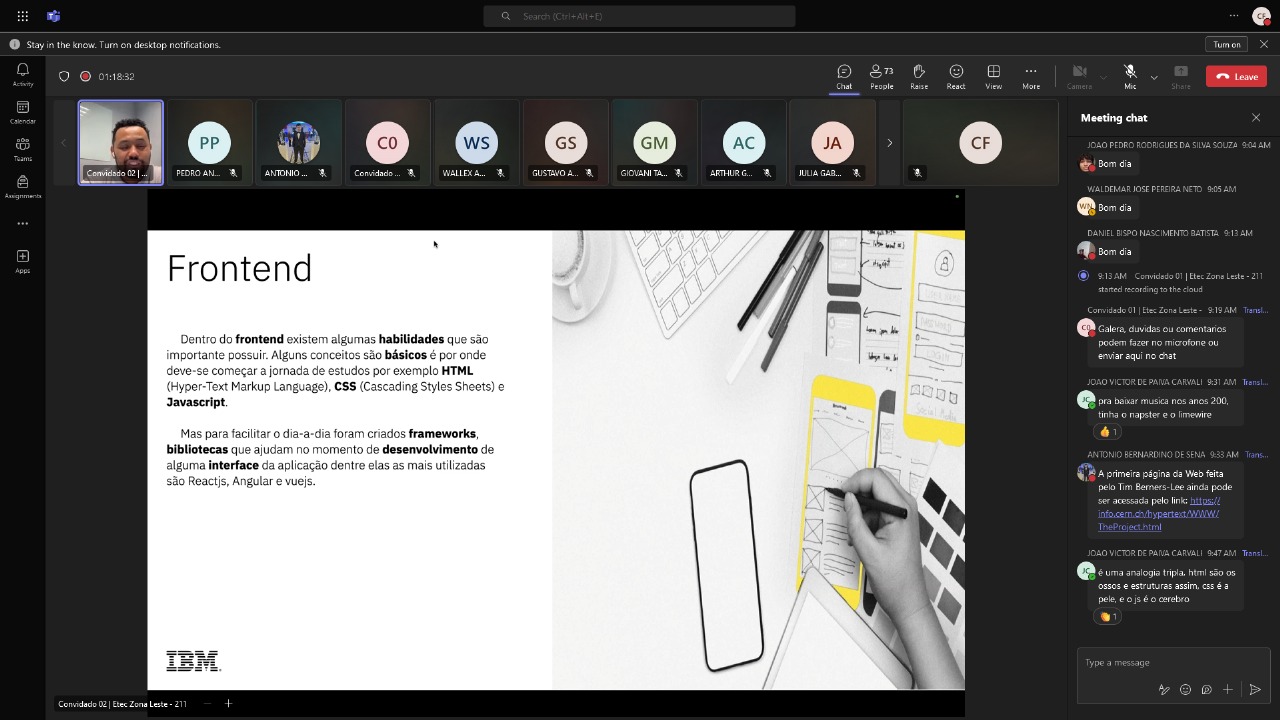 Search (Ctrl+Alt+E)
CF
Stay in the know. Turn on desktop notifications.
Turn on
Activity
Calendar
Teams
Assignments
Apps
01:18:32
Chat
73
People
Raise
React
View
More
Camera
Mic
Share
Leave
Convidado 02 | ...
PP
PEDRO AN...
ANTONIO ...
C0
Convidado ...
WS
WALLEX A...
GS
GUSTAVO A...
GM
GIOVANI TA...
AC
ARTHUR G...
JA
JULIA GAB...
CF
Frontend
Dentro do frontend existem algumas habilidades que são
importante possuir. Alguns conceitos são básicos é por onde
deve-se começar a jornada de estudos por exemplo HTML
(Hyper-Text Markup Language), CSS (Cascading Styles Sheets) e
Javascript.
Mas para facilitar o dia-a-dia foram criados frameworks,
bibliotecas que ajudam no momento de desenvolvimento de
alguma interface da aplicação dentre elas as mais utilizadas
são Reactjs, Angular e vuejs.
IBM
Convidado 02 | Etec Zona Leste - 211
Meeting chat
JOAO PEDRO RODRIGUES DA SILVA SOUZA 9:04 AM
Bom dia
WALDEMAR JOSE PEREIRA NETO 9:05 AM
WN
Bom dia
DANIEL BISPO NASCIMENTO BATISTA 9:13 AM
Bom dia
9:13 AM Convidado 01 | Etec Zona Leste - 211
started recording to the cloud
Convidado 01 | Etec Zona Leste - 9:19 AM Transl...
C0
Galera, duvidas ou comentarios
podem fazer no microfone ou
enviar aqui no chat
JOAO VICTOR DE PAIVA CARVALI 9:31 AM Transl...
JC
pra baixar musica nos anos 200,
tinha o napster e o limewire
1
ANTONIO BERNARDINO DE SENA 9:33 AM Trans...
A primeira página da Web feita
pelo Tim Berners-Lee ainda pode
ser acessada pelo link: https://
info.cern.ch/hypertext/WWW/
TheProject.html
JOAO VICTOR DE PAIVA CARVALI 9:47 AM Transl...
JC
é uma analogia tripla, html são os
ossos e estruturas assim, css é a
pele, e o js é o cerebro
1
Type a message